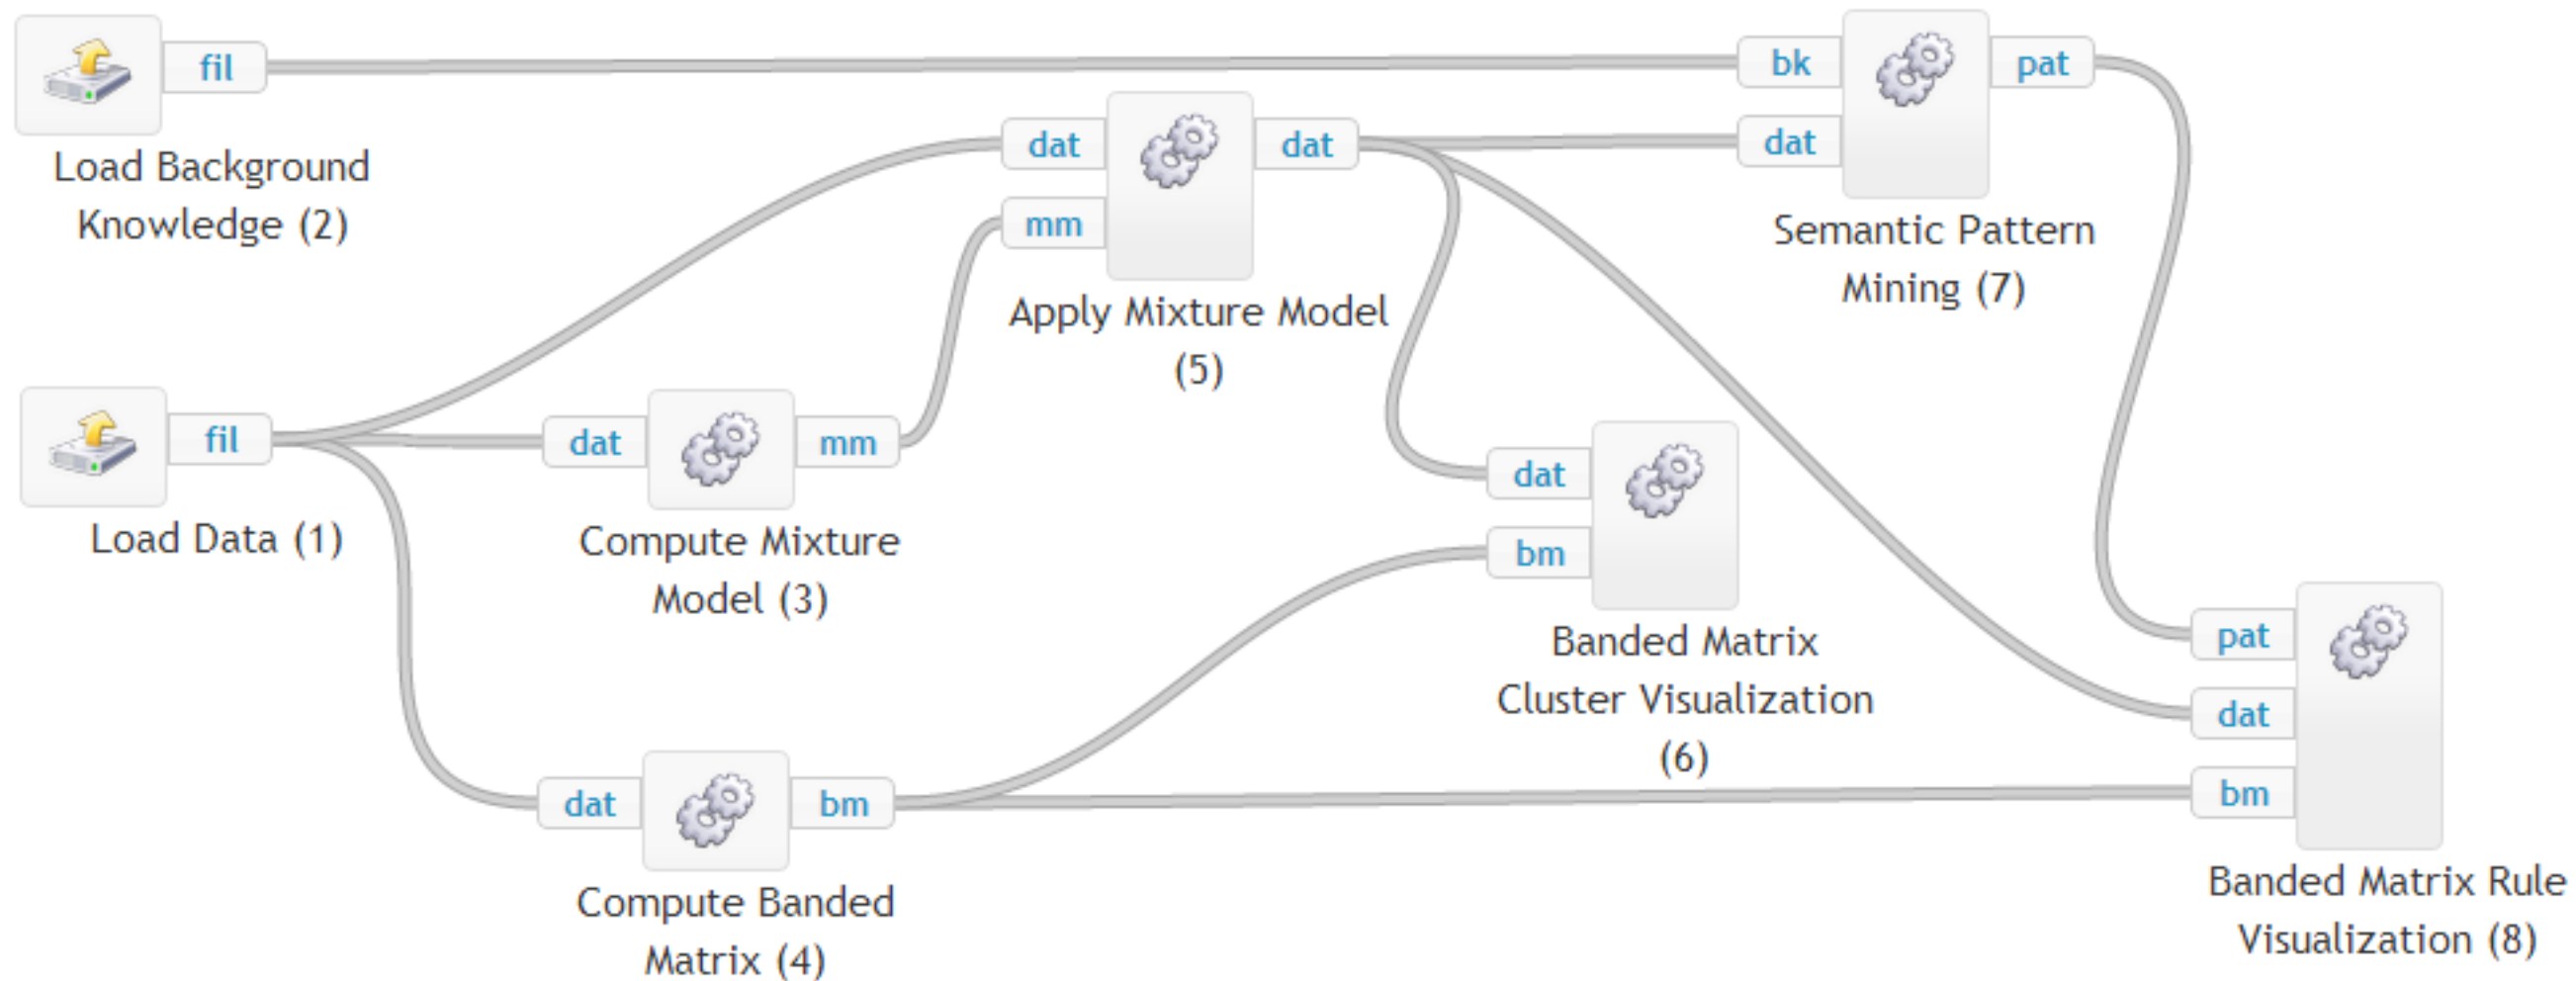 fil
Load Background
Knowledge (2)
bk
dat
pat
Semantic Pattern
Mining (7)
dat
mm
dat
Apply Mixture Model
(5)
fil
Load Data (1)
dat
mm
Compute Mixture
Model (3)
dat
bm
Banded Matrix
Cluster Visualization
(6)
dat
bm
Compute Banded
Matrix (4)
pat
dat
bm
Banded Matrix Rule
Visualization (8)